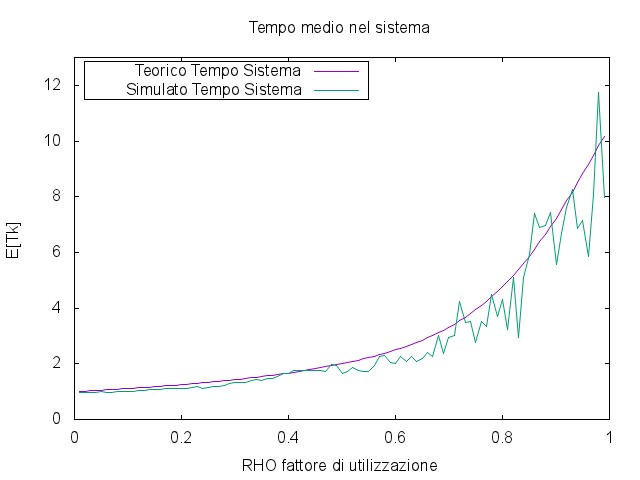 Tempo medio nel sistema
Teorico Tempo Sistema
Simulato Tempo Sistema
12
10
8
6
4
2
0
E[Tk]
0 0.2 0.4 0.6 0.8 1
RHO fattore di utilizzazione